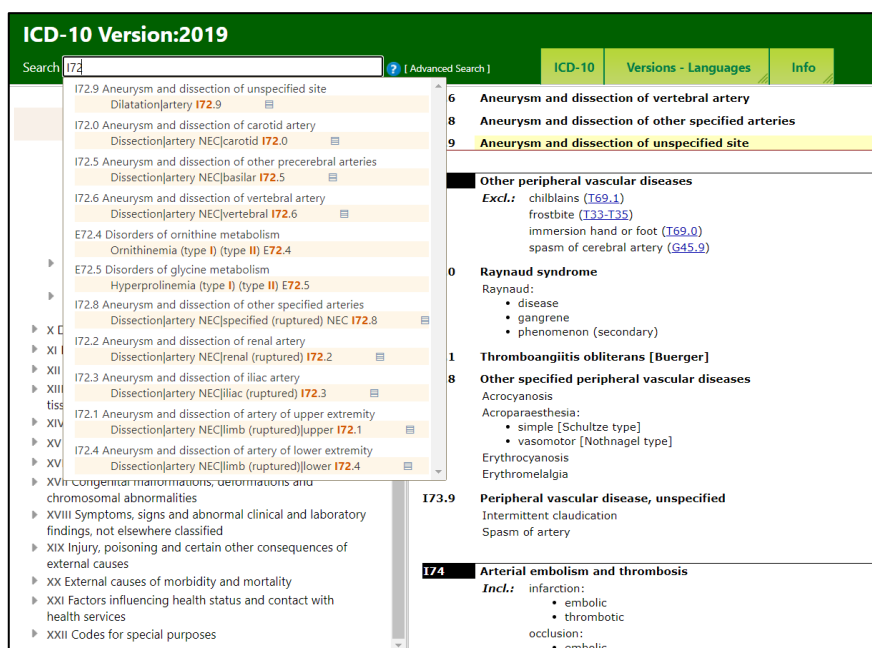 ICD-10 Version:2019
Search I72
? [ Advanced Search ]
ICD-10 Versions - Languages Info
I72.9 Aneurysm and dissection of unspecified site
Dilatation|artery I72.9
I72.0 Aneurysm and dissection of carotid artery
Dissection|artery NEC|carotid I72.0
I72.5 Aneurysm and dissection of other precerebral arteries
Dissection|artery NEC|basilar I72.5
I72.6 Aneurysm and dissection of vertebral artery
Dissection|artery NEC|vertebral I72.6
E72.4 Disorders of ornithine metabolism
Ornithinemia (type I) (type II) E72.4
E72.5 Disorders of glycine metabolism
Hyperprolinemia (type I) (type II) E72.5
I72.8 Aneurysm and dissection of other specified arteries
Dissection|artery NEC|specified (ruptured) NEC I72.8
I72.2 Aneurysm and dissection of renal artery
Dissection|artery NEC|renal (ruptured) I72.2
I72.3 Aneurysm and dissection of iliac artery
Dissection|artery NEC|iliac (ruptured) I72.3
I72.1 Aneurysm and dissection of artery of upper extremity
Dissection|artery NEC|limb (ruptured)|upper I72.1
I72.4 Aneurysm and dissection of artery of lower extremity
Dissection|artery NEC|limb (ruptured)|lower I72.4
X D
XI
XII
XIII
tiss
XIV
XV
XV
XVII Congenital malformations, deformations and
chromosomal abnormalities
XVIII Symptoms, signs and abnormal clinical and laboratory
findings, not elsewhere classified
XIX Injury, poisoning and certain other consequences of
external causes
XX External causes of morbidity and mortality
XXI Factors influencing health status and contact with
health services
XXII Codes for special purposes
6 Aneurysm and dissection of vertebral artery
8 Aneurysm and dissection of other specified arteries
9 Aneurysm and dissection of unspecified site
Other peripheral vascular diseases
Excl.: chilblains (T69.1)
frostbite (T33-T35)
immersion hand or foot (T69.0)
spasm of cerebral artery (G45.9)
.0 Raynaud syndrome
Raynaud:
• disease
• gangrene
• phenomenon (secondary)
.1 Thromboangiitis obliterans [Buerger]
.8 Other specified peripheral vascular diseases
Acrocyanosis
Acroparaesthesia:
• simple [Schultze type]
• vasomotor [Nothnagel type]
Erythrocyanosis
Erythromelalgia
I73.9 Peripheral vascular disease, unspecified
Intermittent claudication
Spasm of artery
I74 Arterial embolism and thrombosis
Incl.: infarction:
• embolic
• thrombotic
occlusion:
• embolic